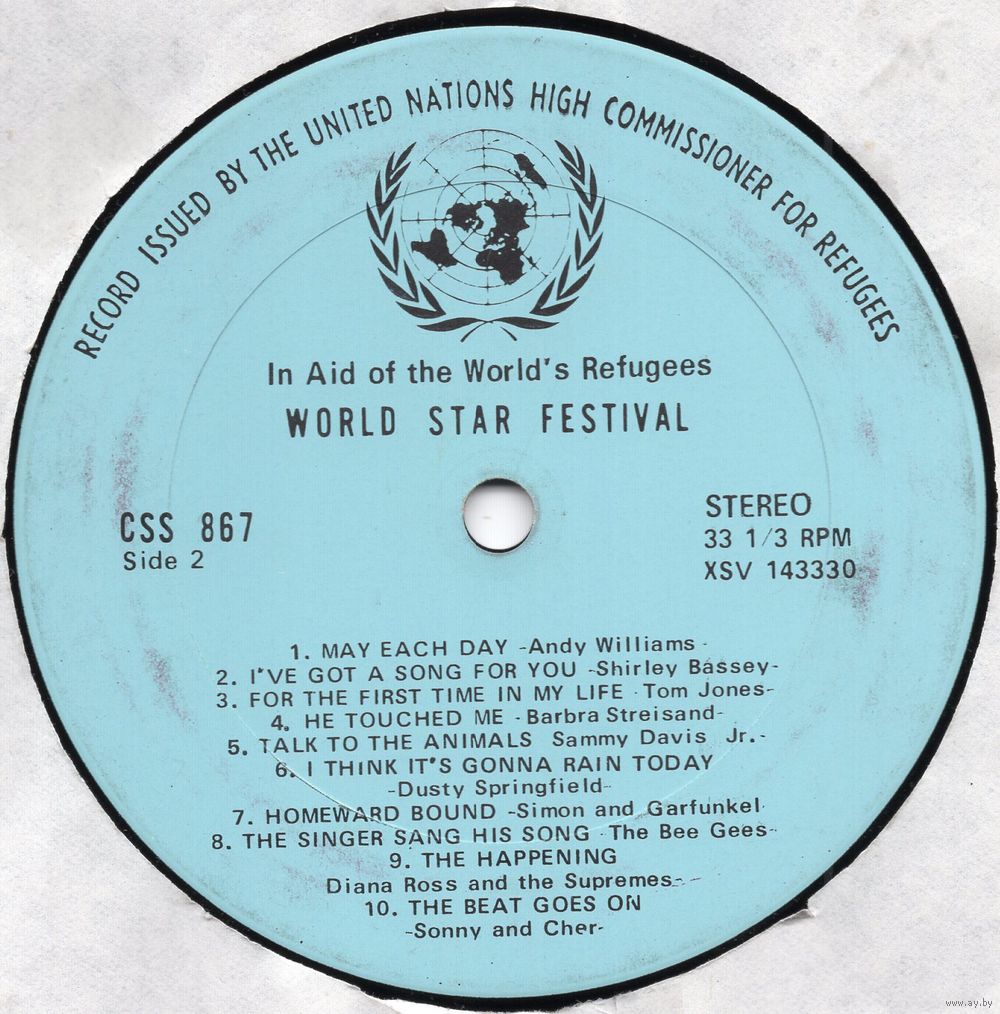 RECORD ISSUED BY THE UNITED NATIONS HIGH COMMISSIONER FOR REFUGEES
In Aid of the World's Refugees
WORLD STAR FESTIVAL
CSS 867
Side 2
STEREO
33 1/3 RPM
XSV 143330
1. MAY EACH DAY -Andy Williams -
2. I'VE GOT A SONG FOR YOU -Shirley Bassey-
3. FOR THE FIRST TIME IN MY LIFE - Tom Jones-
4. HE TOUCHED ME - Barbra Streisand-
5. TALK TO THE ANIMALS Sammy Davis Jr.-
6. I THINK IT'S GONNA RAIN TODAY
-Dusty Springfield-
7. HOMEWARD BOUND -Simon and Garfunkel-
8. THE SINGER SANG HIS SONG - The Bee Gees-
9. THE HAPPENING
Diana Ross and the Supremes-
10. THE BEAT GOES ON
-Sonny and Cher-
www.ay.by